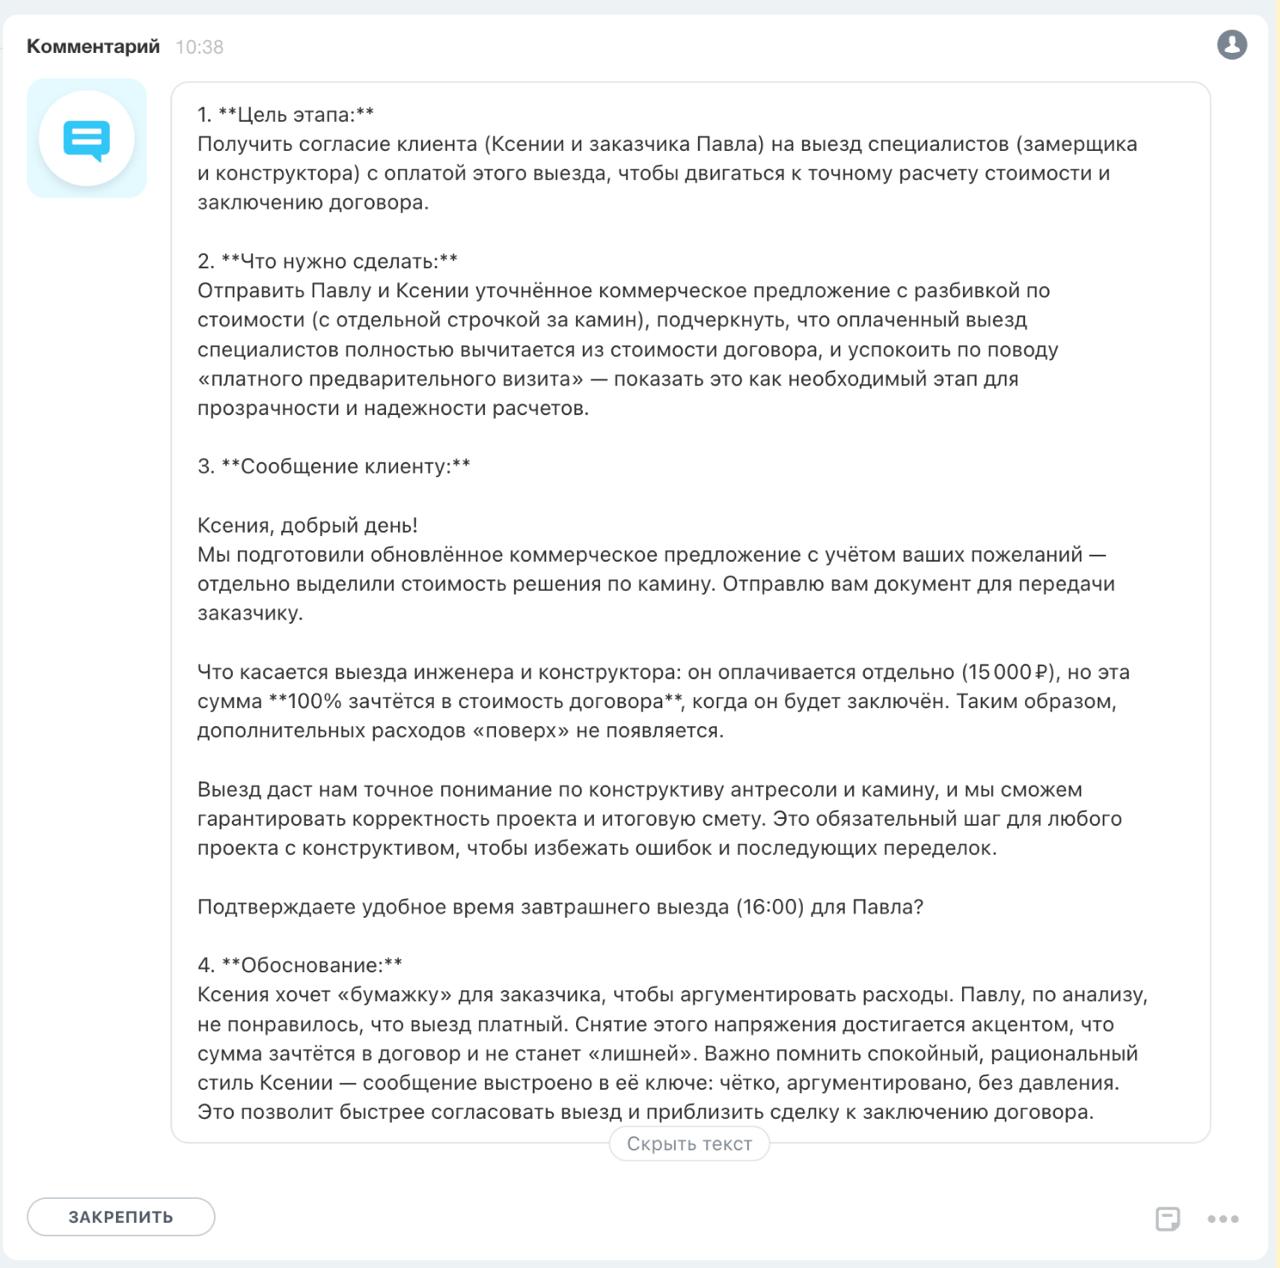 Комментарий 10:38
1. **Цель этапа:**
Получить согласие клиента (Ксении и заказчика Павла) на выезд специалистов (замерщика
и конструктора) с оплатой этого выезда, чтобы двигаться к точному расчету стоимости и
заключению договора.
2. **Что нужно сделать:**
Отправить Павлу и Ксении уточнённое коммерческое предложение с разбивкой по
стоимости (с отдельной строчкой за камин), подчеркнуть, что оплаченный выезд
специалистов полностью вычитается из стоимости договора, и успокоить по поводу
«платного предварительного визита» — показать это как необходимый этап для
прозрачности и надежности расчетов.
3. **Сообщение клиенту:**
Ксения, добрый день!
Мы подготовили обновлённое коммерческое предложение с учётом ваших пожеланий —
отдельно выделили стоимость решения по камину. Отправлю вам документ для передачи
заказчику.
Что касается выезда инженера и конструктора: он оплачивается отдельно (15 000 ₽), но эта
сумма **100% зачтётся в стоимость договора**, когда он будет заключён. Таким образом,
дополнительных расходов «поверх» не появляется.
Выезд даст нам точное понимание по конструктиву антресоли и камину, и мы сможем
гарантировать корректность проекта и итоговую смету. Это обязательный шаг для любого
проекта с конструктивом, чтобы избежать ошибок и последующих переделок.
Подтверждаете удобное время завтрашнего выезда (16:00) для Павла?
4. **Обоснование:**
Ксения хочет «бумажку» для заказчика, чтобы аргументировать расходы. Павлу, по анализу,
не понравилось, что выезд платный. Снятие этого напряжения достигается акцентом, что
сумма зачтётся в договор и не станет «лишней». Важно помнить спокойный, рациональный
стиль Ксении — сообщение выстроено в её ключе: чётко, аргументировано, без давления.
Это позволит быстрее согласовать выезд и приблизить сделку к заключению договора.
Скрыть текст
ЗАКРЕПИТЬ